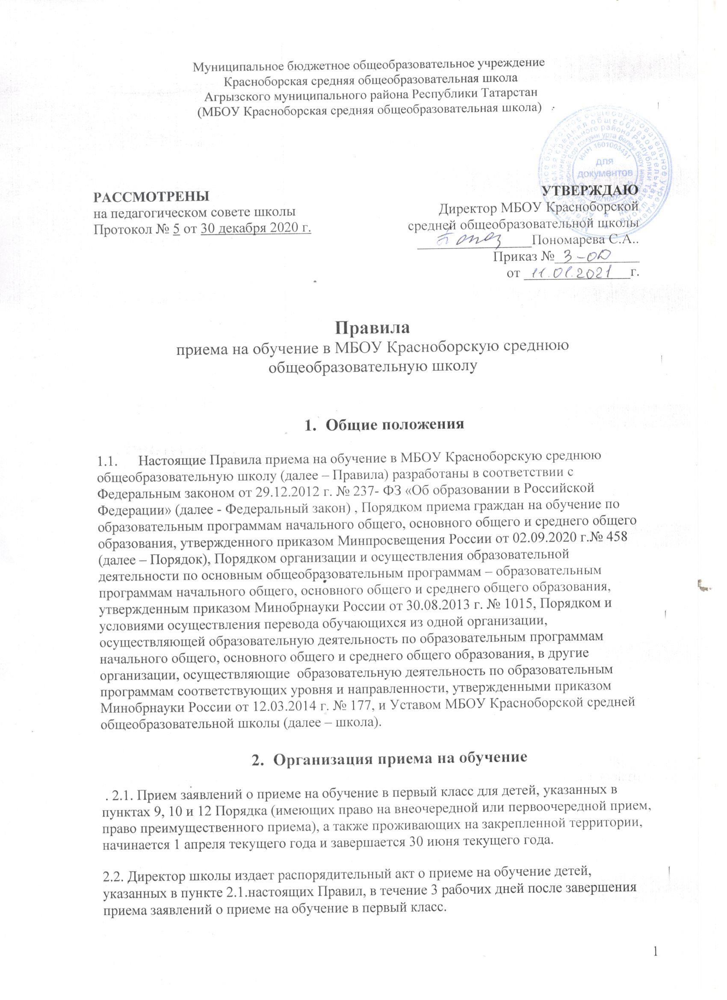 Муниципальное бюджетное общеобразовательное учреждение
Красноборская средняя общеобразовательная школа
Агрызского муниципального района Республики Татарстан
(МБОУ Красноборская средняя общеобразовательная школа)
ИНН 1601003431
для
документов
РАССМОТРЕНЫ
на педагогическом совете школы
Протокол № 5 от 30 декабря 2020 г.
УТВЕРЖДАЮ
Директор МБОУ Красноборской
средней общеобразовательной школы
Пономарева С.А..
Приказ № 3-ОД
от 11.01.2021 г.
Правила
приема на обучение в МБОУ Красноборскую среднюю
общеобразовательную школу
1. Общие положения
1.1. Настоящие Правила приема на обучение в МБОУ Красноборскую среднюю
общеобразовательную школу (далее – Правила) разработаны в соответствии с
Федеральным законом от 29.12.2012 г. № 237- ФЗ «Об образовании в Российской
Федерации» (далее - Федеральный закон) , Порядком приема граждан на обучение по
образовательным программам начального общего, основного общего и среднего общего
образования, утвержденного приказом Минпросвещения России от 02.09.2020 г.№ 458
(далее – Порядок), Порядком организации и осуществления образовательной
деятельности по основным общеобразовательным программам – образовательным
программам начального общего, основного общего и среднего общего образования,
утвержденным приказом Минобрнауки России от 30.08.2013 г. № 1015, Порядком и
условиями осуществления перевода обучающихся из одной организации,
осуществляющей образовательную деятельность по образовательным программам
начального общего, основного общего и среднего общего образования, в другие
организации, осуществляющие образовательную деятельность по образовательным
программам соответствующих уровня и направленности, утвержденными приказом
Минобрнауки России от 12.03.2014 г. № 177, и Уставом МБОУ Красноборской средней
общеобразовательной школы (далее – школа).
2. Организация приема на обучение
. 2.1. Прием заявлений о приеме на обучение в первый класс для детей, указанных в
пунктах 9, 10 и 12 Порядка (имеющих право на внеочередной или первоочередной прием,
право преимущественного приема), а также проживающих на закрепленной территории,
начинается 1 апреля текущего года и завершается 30 июня текущего года.
2.2. Директор школы издает распорядительный акт о приеме на обучение детей,
указанных в пункте 2.1.настоящих Правил, в течение 3 рабочих дней после завершения
приема заявлений о приеме на обучение в первый класс.
1